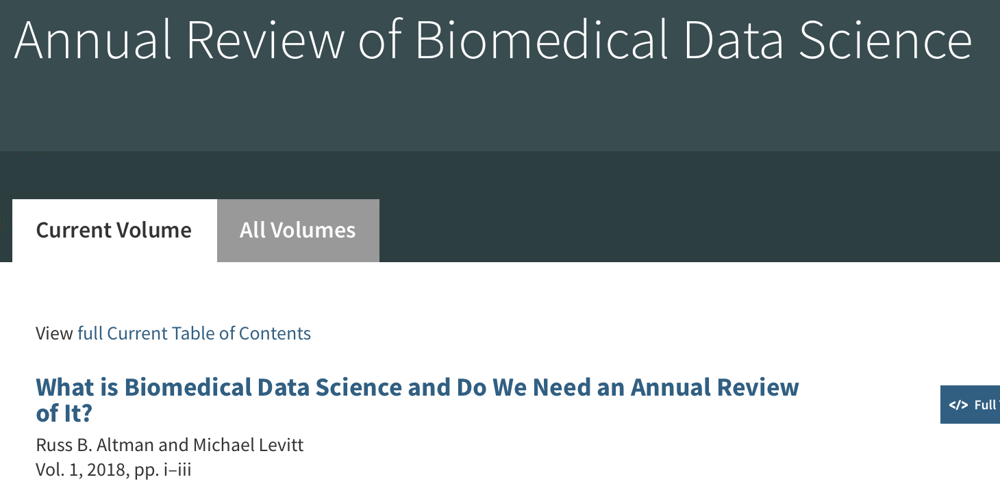 Annual Review of Biomedical Data Science
Current Volume
All Volumes
View full Current Table of Contents
What is Biomedical Data Science and Do We Need an Annual Review
of It?
</> Full
Russ B. Altman and Michael Levitt
Vol. 1, 2018, pp. i–iii